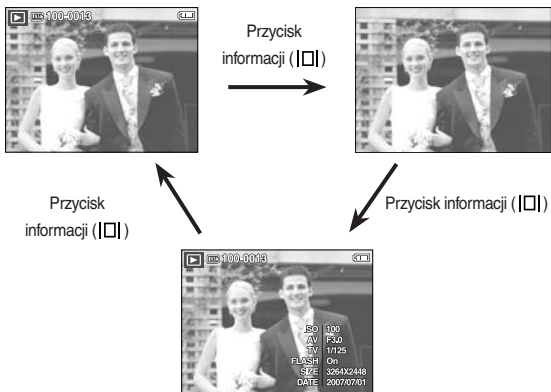 100-0013
Przycisk
informacji ( )
Przycisk informacji ( )
Przycisk
informacji ( )
100-0013
ISO 100
AV F3.0
TV 1/125
FLASH On
SIZE 3264X2448
DATE 2007/07/01